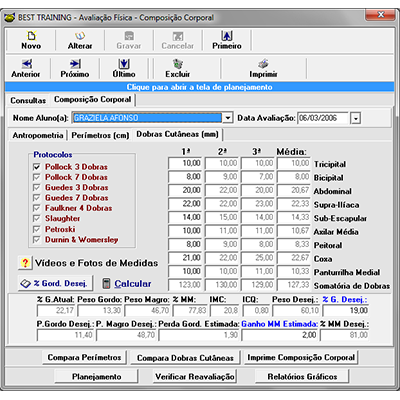 BEST TRAINING - Avaliação Física - Composição Corporal
Novo Alterar Gravar Cancelar Primeiro
Anterior Próximo Último Excluir Imprimir
Clique para abrir a tela de planejamento
Consultas Composição Corporal
Nome Aluno(a): GRAZIELA AFONSO Data Avaliação: 06/03/2006
Antropometria Perímetros (cm) Dobras Cutâneas (mm)
Protocolos 1ª 2ª 3ª Média:
Pollock 3 Dobras 10,00 10,00 10,00 10,00 Tricipital
Pollock 7 Dobras 8,00 9,00 7,00 8,00 Bicipital
Guedes 3 Dobras 20,00 22,00 20,00 20,67 Abdominal
Guedes 7 Dobras 22,00 22,00 23,00 22,33 Supra-Ilíaca
Faulkner 4 Dobras 14,00 15,00 14,00 14,33 Sub-Escapular
Slaughter 10,00 11,00 11,00 10,67 Axilar Média
Petroski 8,00 9,00 8,00 8,33 Peitoral
Durnin & Womersley 21,00 22,00 25,00 22,67 Coxa
Vídeos e Fotos de Medidas 10,00 10,00 10,00 10,00 Panturrilha Medial
% Gord. Desej. Calcular 123,00 130,00 129,00 127,33 Somatória de Dobras
% G.Atual: Peso Gordo: Peso Magro: % MM: IMC: ICQ: Peso Desej.: % G. Desej.:
22,17 13,30 46,70 77,83 20,8 0,80 60,10 19,00
P.Gordo Desej.: P. Magro Desej.: Perda Gord. Estimada: Ganho MM Estimada: % MM Desej.:
11,40 48,70 1,90 2,00 81,00
Compara Perímetros Compara Dobras Cutâneas Imprime Composição Corporal
Planejamento Verificar Reavaliação Relatórios Gráficos